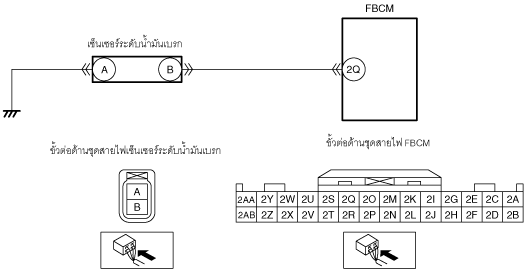 FBCM
เซ็นเซอร์ระดับน้ำมันเบรก
A B 2Q
ขั้วต่อด้านชุดสายไฟเซ็นเซอร์ระดับน้ำมันเบรก
ขั้วต่อด้านชุดสายไฟ FBCM
A
B
2AA 2Y 2W 2U 2S 2Q 2O 2M 2K 2I 2G 2E 2C 2A
2AB 2Z 2X 2V 2T 2R 2P 2N 2L 2J 2H 2F 2D 2B